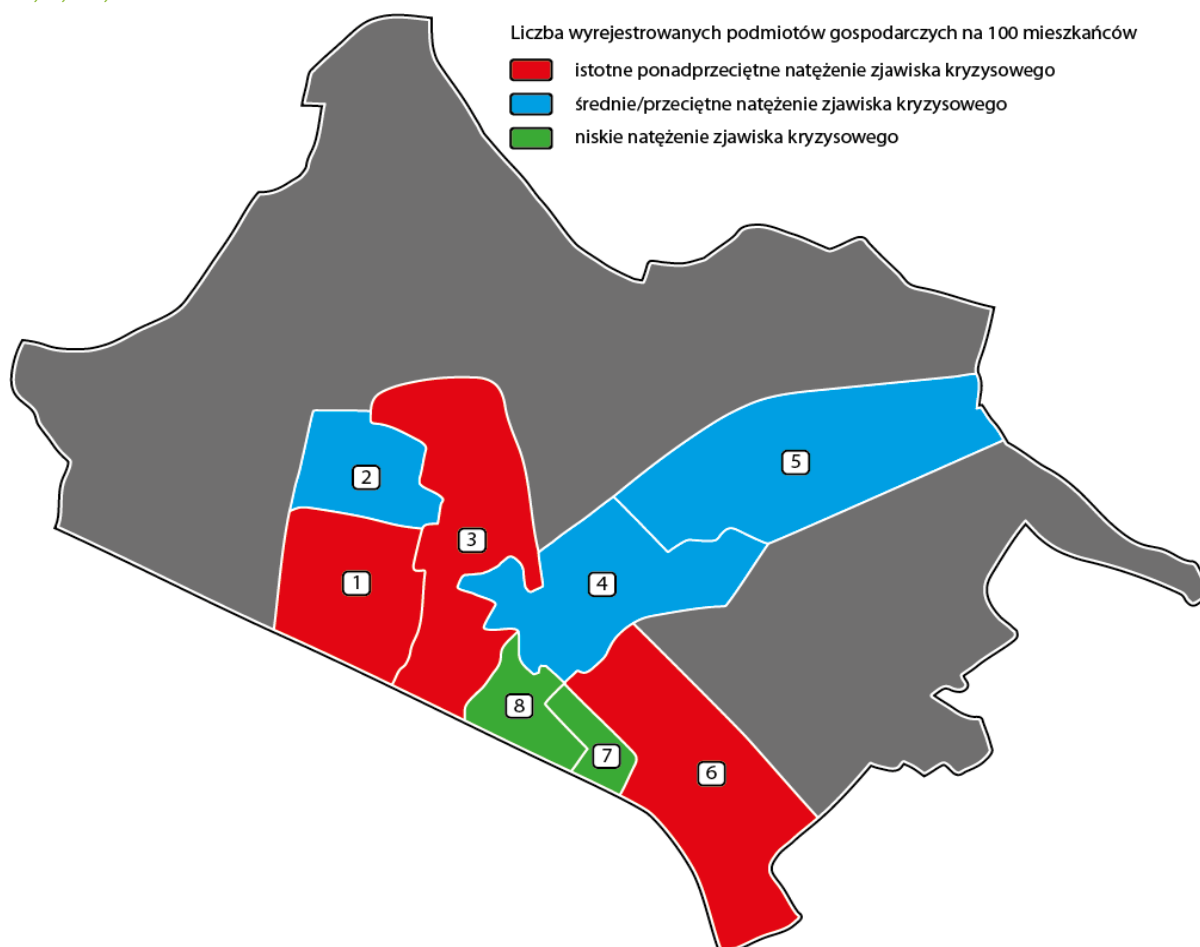 Liczba wyrejestrowanych podmiotów gospodarczych na 100 mieszkańców
istotne ponadprzeciętne natężenie zjawiska kryzysowego
średnie/przeciętne natężenie zjawiska kryzysowego
niskie natężenie zjawiska kryzysowego
5
2
3
1
4
8
7
6